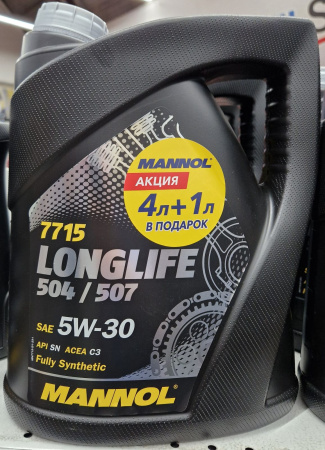 MANNOL
АКЦИЯ
4л+1л
В ПОДАРОК
7715
LONGLIFE
504 / 507
SAE 5W-30
API SN ACEA C3
Fully Synthetic
MANNOL